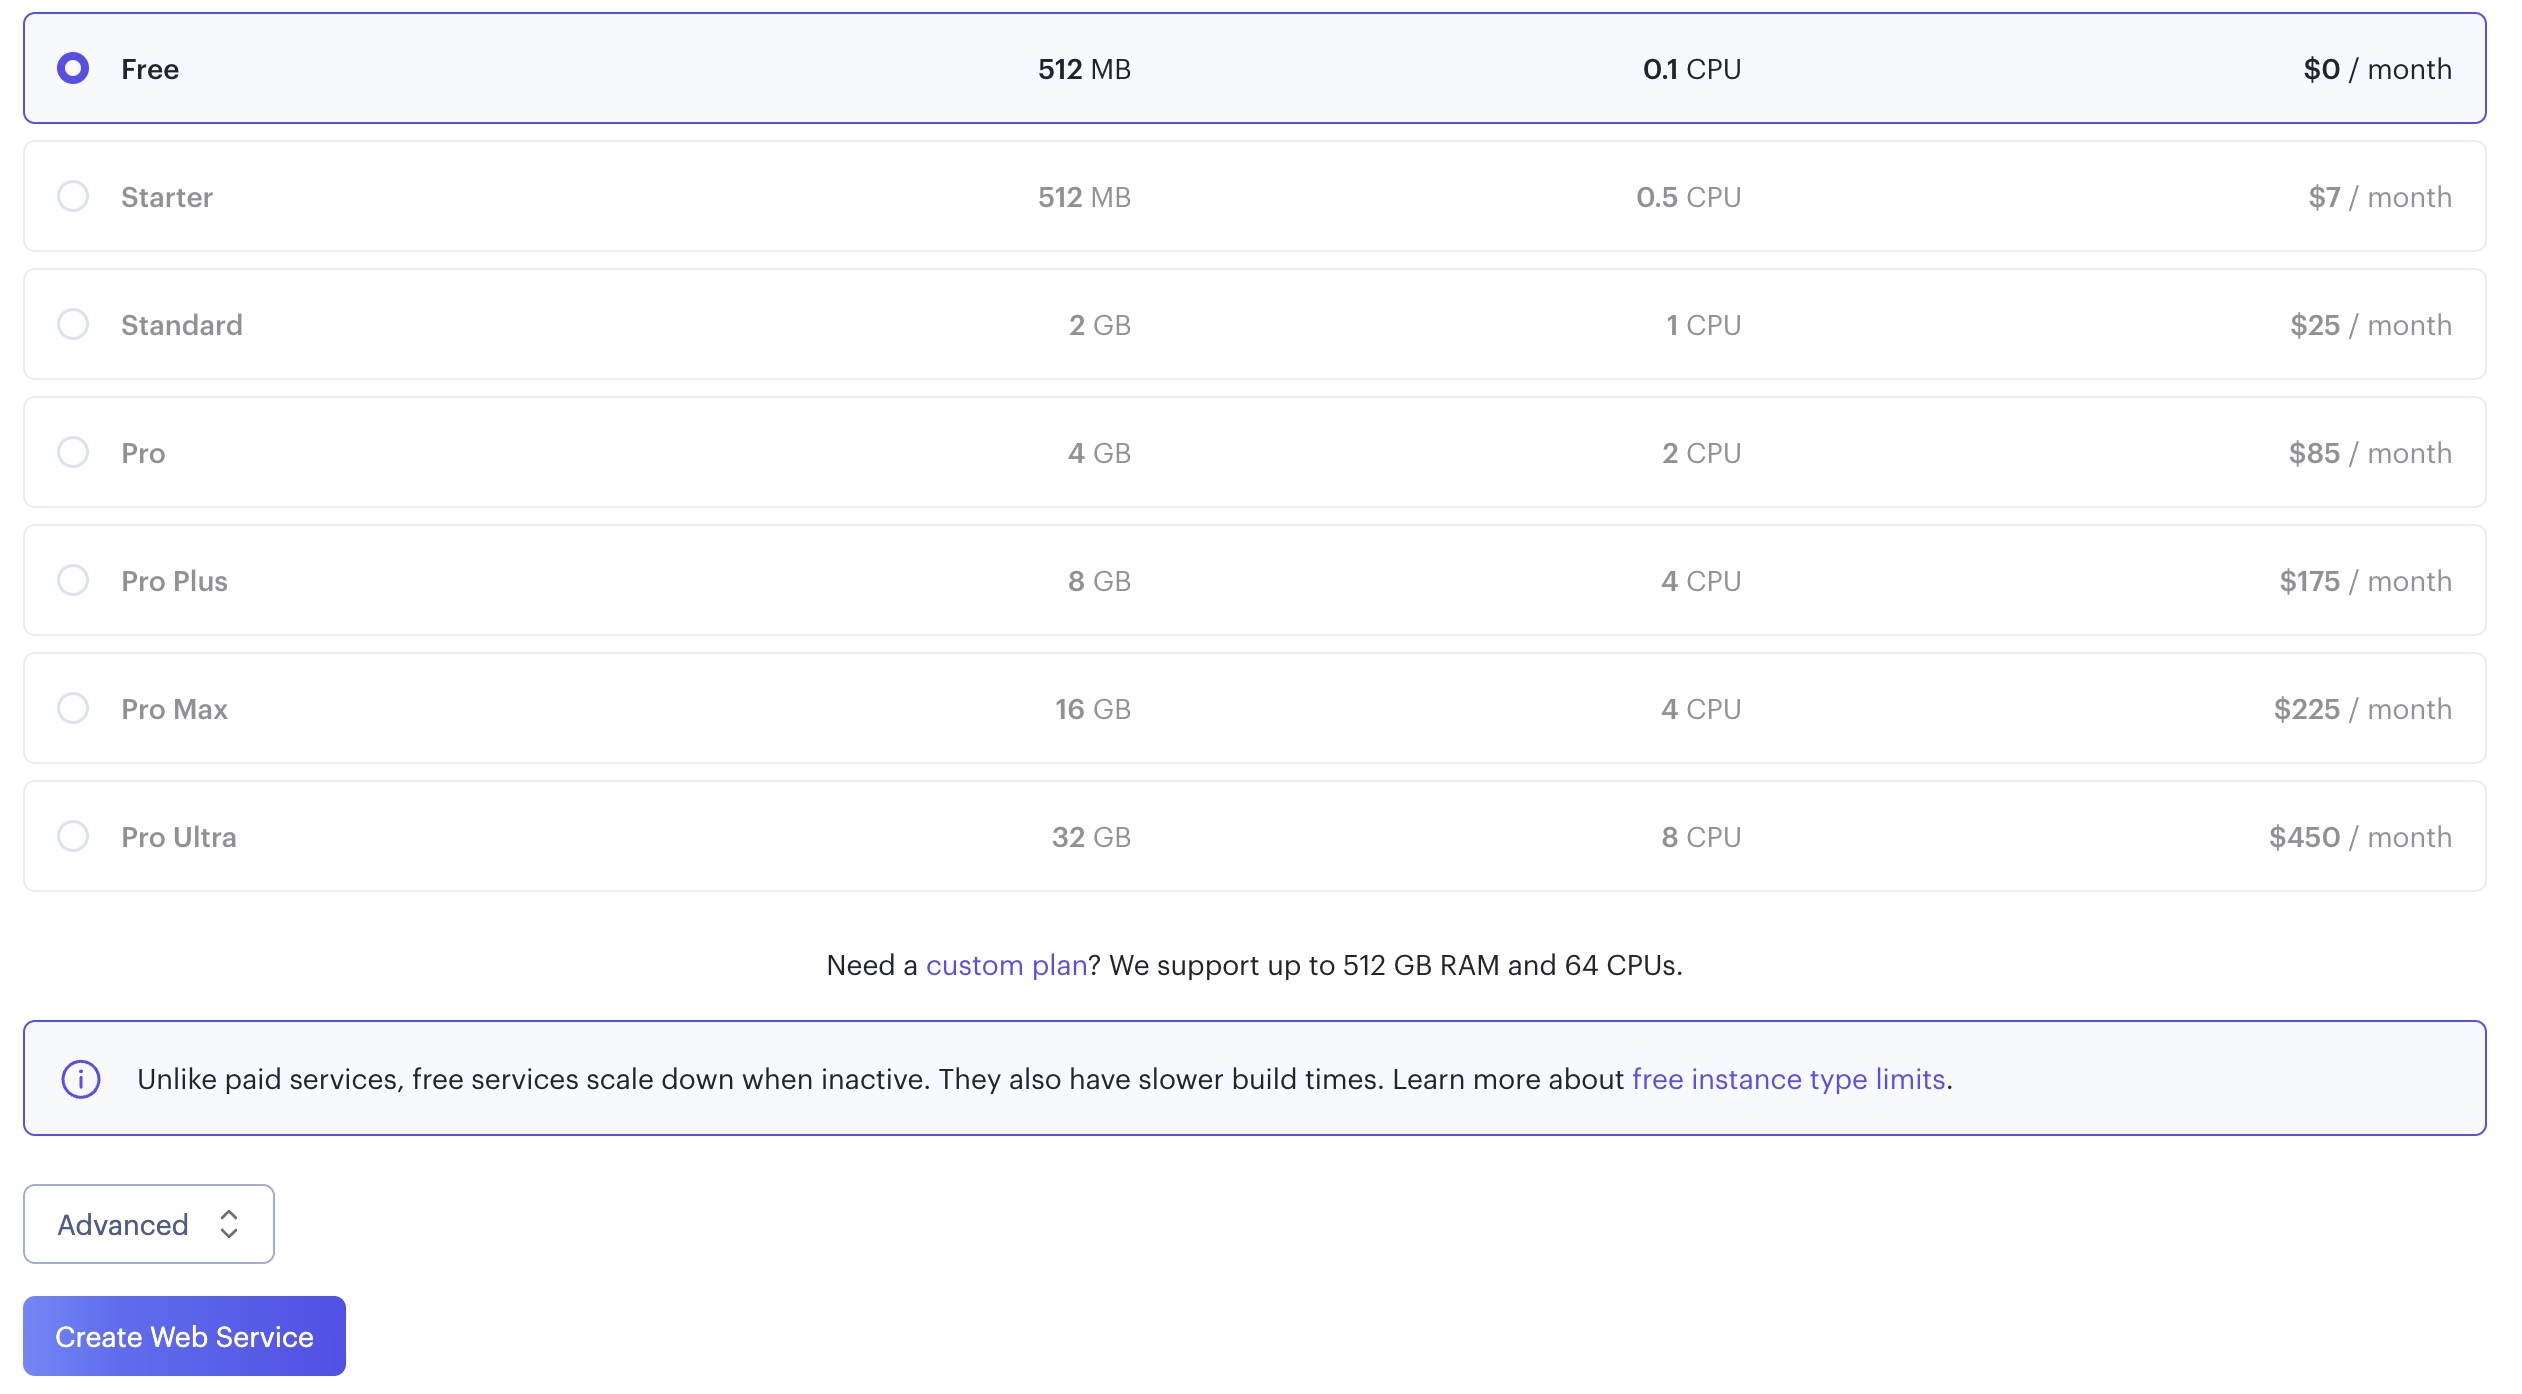 Free 512 MB 0.1 CPU $0 / month
Starter 512 MB 0.5 CPU $7 / month
Standard 2 GB 1 CPU $25 / month
Pro 4 GB 2 CPU $85 / month
Pro Plus 8 GB 4 CPU $175 / month
Pro Max 16 GB 4 CPU $225 / month
Pro Ultra 32 GB 8 CPU $450 / month
Need a custom plan? We support up to 512 GB RAM and 64 CPUs.
Unlike paid services, free services scale down when inactive. They also have slower build times. Learn more about free instance type limits.
Advanced
Create Web Service